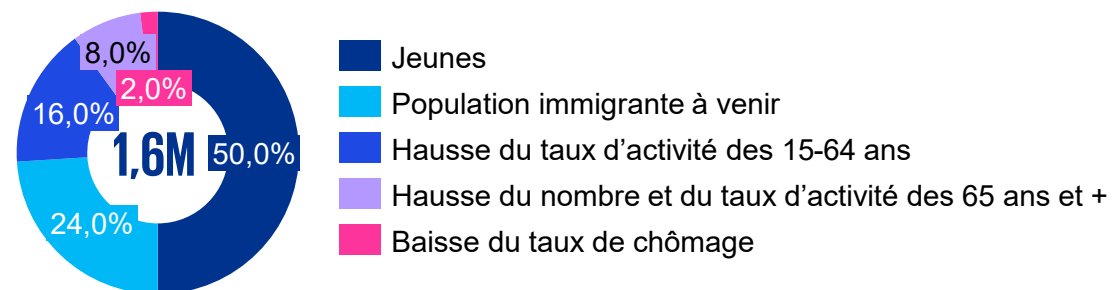 8,0%
2,0%
16,0%
1,6M
50,0%
24,0%
Jeunes
Population immigrante à venir
Hausse du taux d’activité des 15-64 ans
Hausse du nombre et du taux d’activité des 65 ans et +
Baisse du taux de chômage